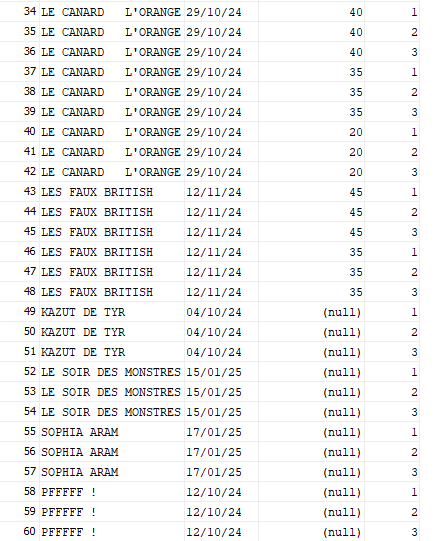 34 LE CANARD   L'ORANGE 29/10/24 40 1
35 LE CANARD   L'ORANGE 29/10/24 40 2
36 LE CANARD   L'ORANGE 29/10/24 40 3
37 LE CANARD   L'ORANGE 29/10/24 35 1
38 LE CANARD   L'ORANGE 29/10/24 35 2
39 LE CANARD   L'ORANGE 29/10/24 35 3
40 LE CANARD   L'ORANGE 29/10/24 20 1
41 LE CANARD   L'ORANGE 29/10/24 20 2
42 LE CANARD   L'ORANGE 29/10/24 20 3
43 LES FAUX BRITISH 12/11/24 45 1
44 LES FAUX BRITISH 12/11/24 45 2
45 LES FAUX BRITISH 12/11/24 45 3
46 LES FAUX BRITISH 12/11/24 35 1
47 LES FAUX BRITISH 12/11/24 35 2
48 LES FAUX BRITISH 12/11/24 35 3
49 KAZUT DE TYR 04/10/24 (null) 1
50 KAZUT DE TYR 04/10/24 (null) 2
51 KAZUT DE TYR 04/10/24 (null) 3
52 LE SOIR DES MONSTRES 15/01/25 (null) 1
53 LE SOIR DES MONSTRES 15/01/25 (null) 2
54 LE SOIR DES MONSTRES 15/01/25 (null) 3
55 SOPHIA ARAM 17/01/25 (null) 1
56 SOPHIA ARAM 17/01/25 (null) 2
57 SOPHIA ARAM 17/01/25 (null) 3
58 PFFFFF ! 12/10/24 (null) 1
59 PFFFFF ! 12/10/24 (null) 2
60 PFFFFF ! 12/10/24 (null) 3